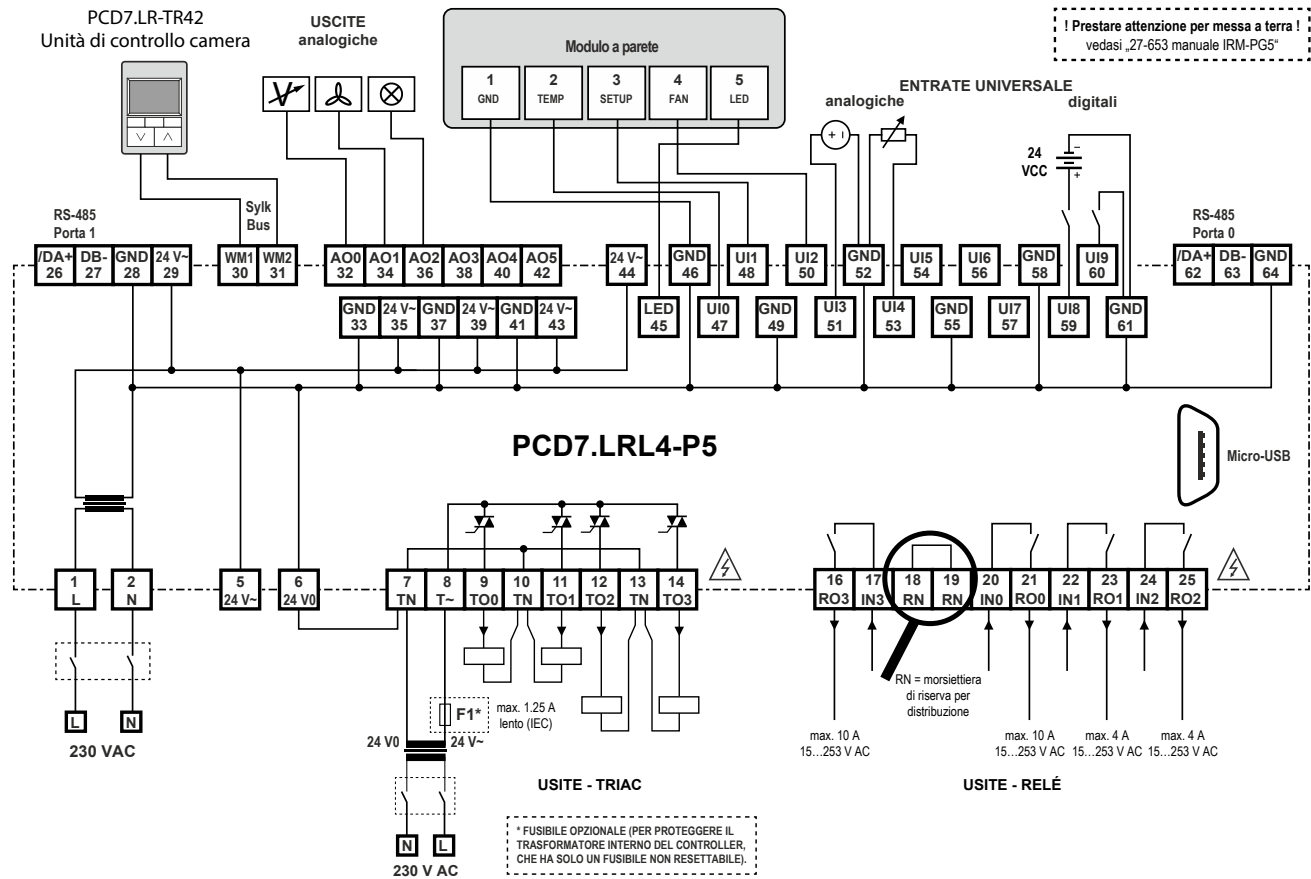 PCD7.LR-TR42
Unità di controllo camera
USCITE
analogiche
Modulo a parete
1
GND
2
TEMP
3
SETUP
4
FAN
5
LED
! Prestare attenzione per messa a terra !
vedasi „27-653 manuale IRM-PG5“
ENTRATE UNIVERSALE
analogiche
digitali
24
VCC
Sylk
Bus
RS-485
Porta 1
RS-485
Porta 0
/DA+
26
DB-
27
GND
28
24 V~
29
WM1
30
WM2
31
AO0
32
AO1
34
AO2
36
AO3
38
AO4
40
AO5
42
24 V~
44
GND
46
UI1
48
UI2
50
GND
52
UI5
54
UI6
56
GND
58
UI9
60
/DA+
62
DB-
63
GND
64
GND
33
24 V~
35
GND
37
24 V~
39
GND
41
24 V~
43
LED
45
UI0
47
GND
49
UI3
51
UI4
53
GND
55
UI7
57
UI8
59
GND
61
PCD7.LRL4-P5
Micro-USB
1
L
2
N
5
24 V~
6
24 V0
7
TN
8
T~
9
TO0
10
TN
11
TO1
12
TO2
13
TN
14
TO3
16
RO3
17
IN3
18
RN
19
RN
20
IN0
21
RO0
22
IN1
23
RO1
24
IN2
25
RO2
L
N
230 VAC
F1*
max. 1.25 A
lento (IEC)
24 V0
24 V~
N
L
230 V AC
RN = morsiettiera
di riserva per
distribuzione
max. 10 A
15…253 V AC
max. 10 A
15…253 V AC
max. 4 A
15…253 V AC
max. 4 A
15…253 V AC
USITE - TRIAC
USITE - RELÉ
* FUSIBILE OPZIONALE (PER PROTEGGERE IL
TRASFORMATORE INTERNO DEL CONTROLLER,
CHE HA SOLO UN FUSIBILE NON RESETTABILE).